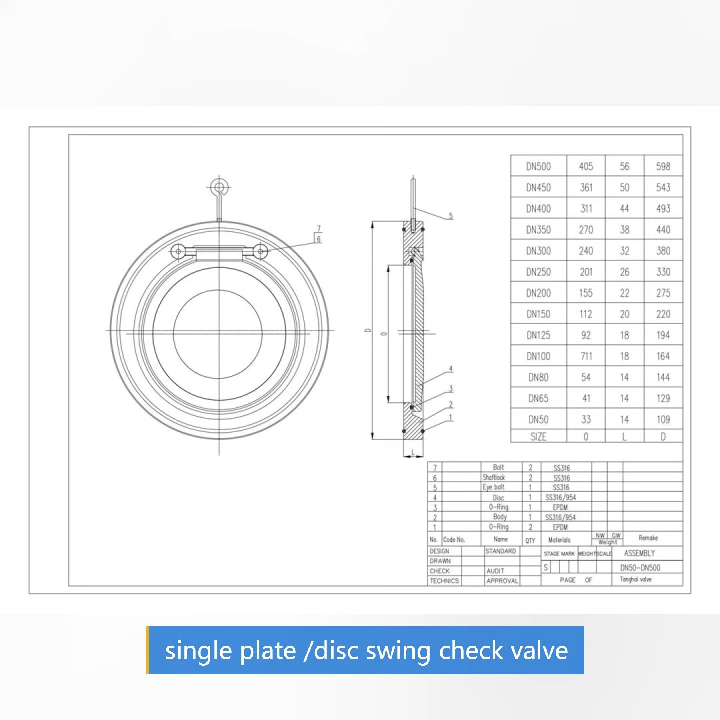 DN500 405 56 598
DN450 361 50 543
DN400 311 44 493
DN350 270 38 440
DN300 240 32 380
DN250 201 26 330
DN200 155 22 275
DN150 112 20 220
DN125 92 18 194
DN100 711 18 164
DN80 54 14 144
DN65 41 14 129
DN50 33 14 109
SIZE O L D
7
6
5
D
O
4
3
2
1
L
7 Bolt 2 SS316
6 Shaftlock 2 SS316
5 Eye bolt 1 SS316
4 Disc 1 SS316/954
3 O-Ring 1 EPDM
2 Body 1 SS316/954
1 O-Ring 2 EPDM
No. Code No. Name QTY Materials NW GW Weight Remake
DESIGN STANDARD STAGE MARK WEIGHT SCALE ASSEMBLY
DRAWN
CHECK AUDIT S DN50-DN500
TECHNICS APPROVAL PAGE OF Tanghai valve
single plate /disc swing check valve